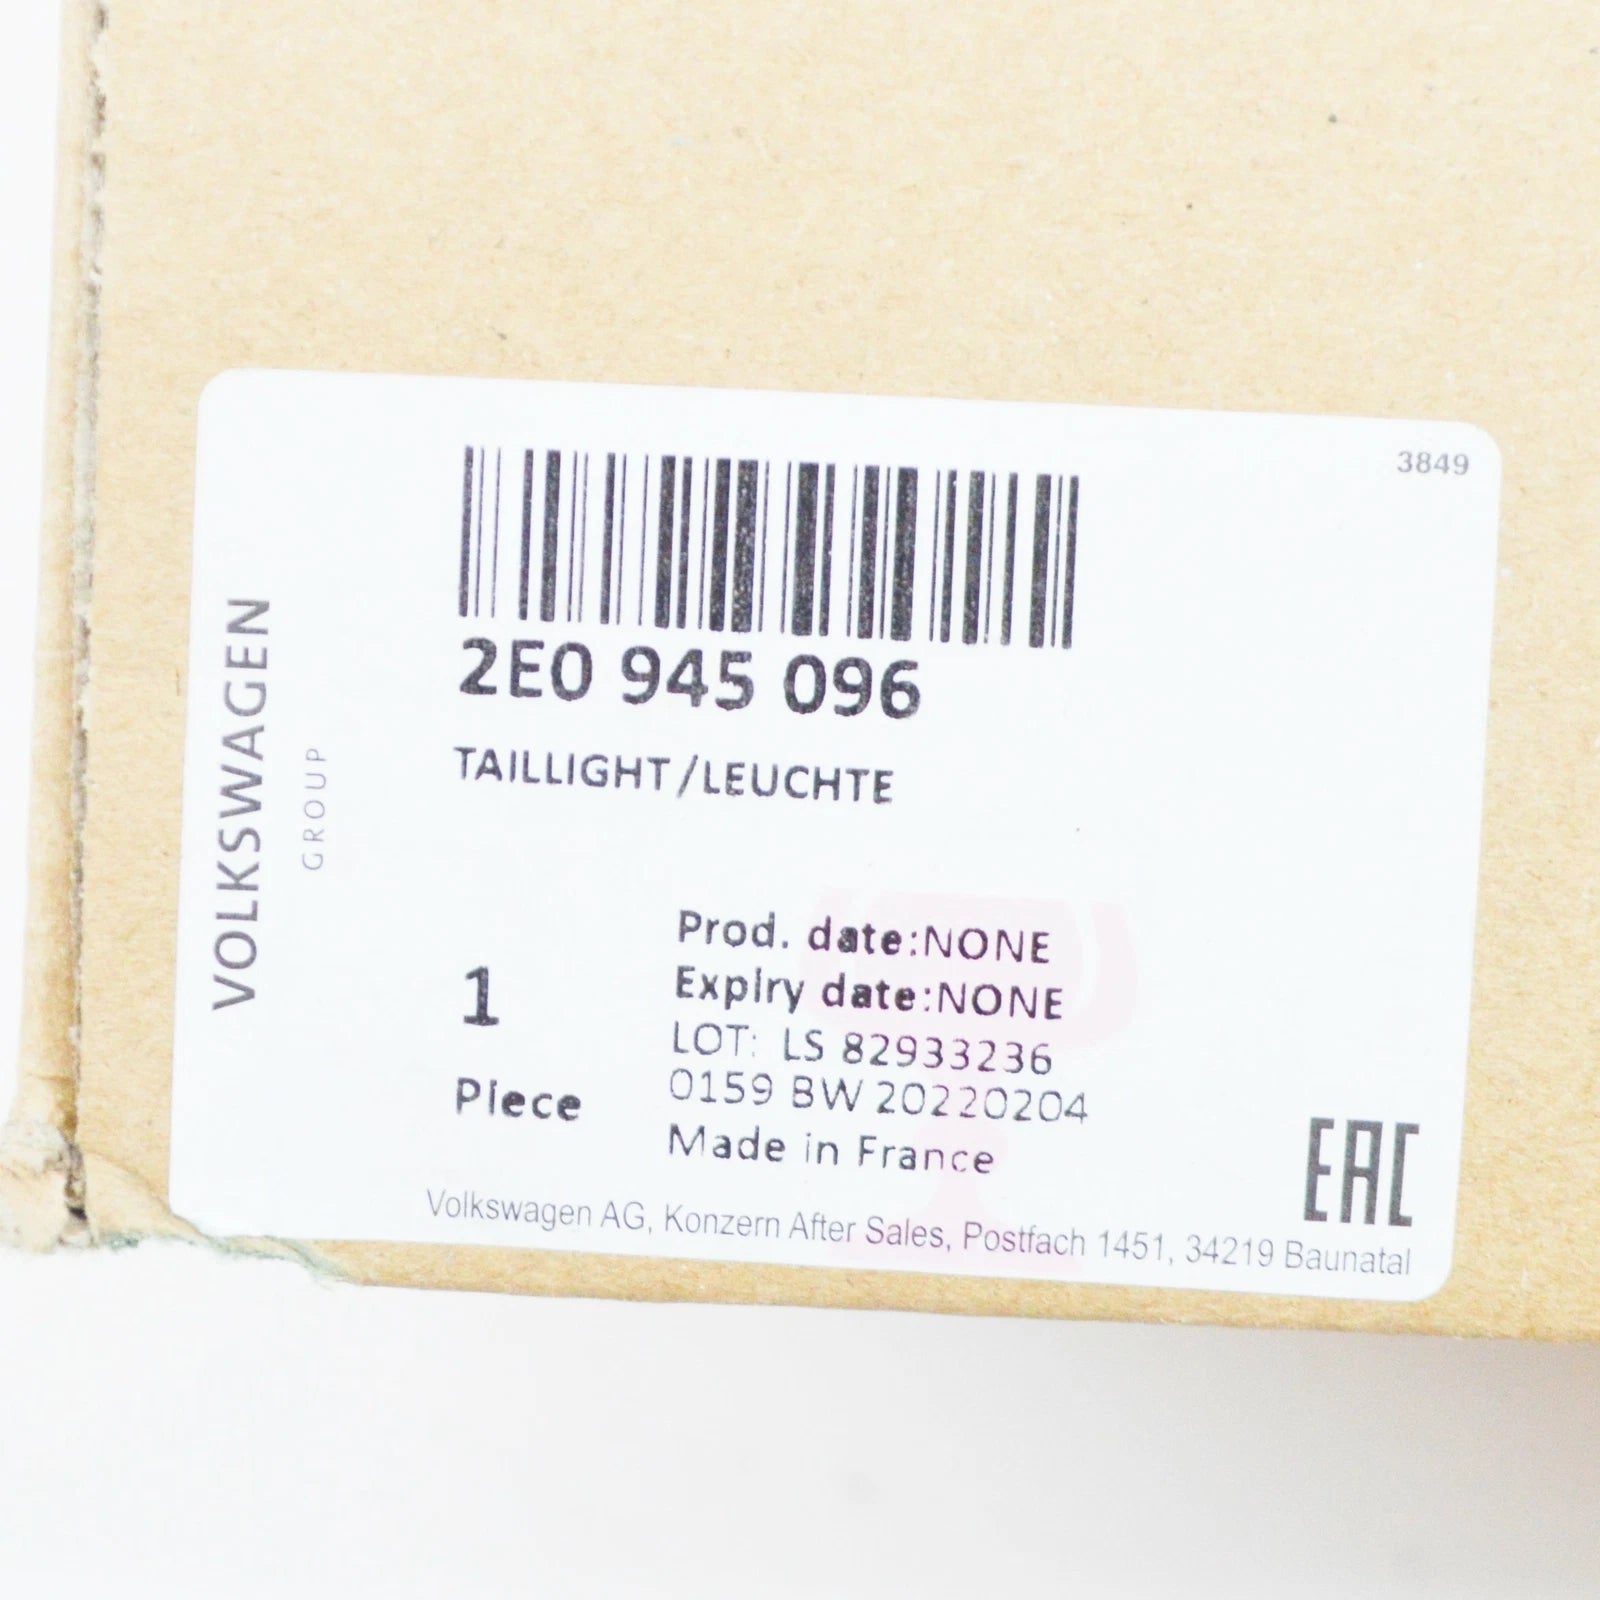 3849
2E0 945 096
TAILLIGHT/LEUCHTE
VOLKSWAGEN
GROUP
1
Piece
Prod. date:NONE
Expiry date:NONE
LOT: LS 82933236
0159 BW 20220204
Made in France
EAC
Volkswagen AG, Konzern After Sales, Postfach 1451, 34219 Baunatal